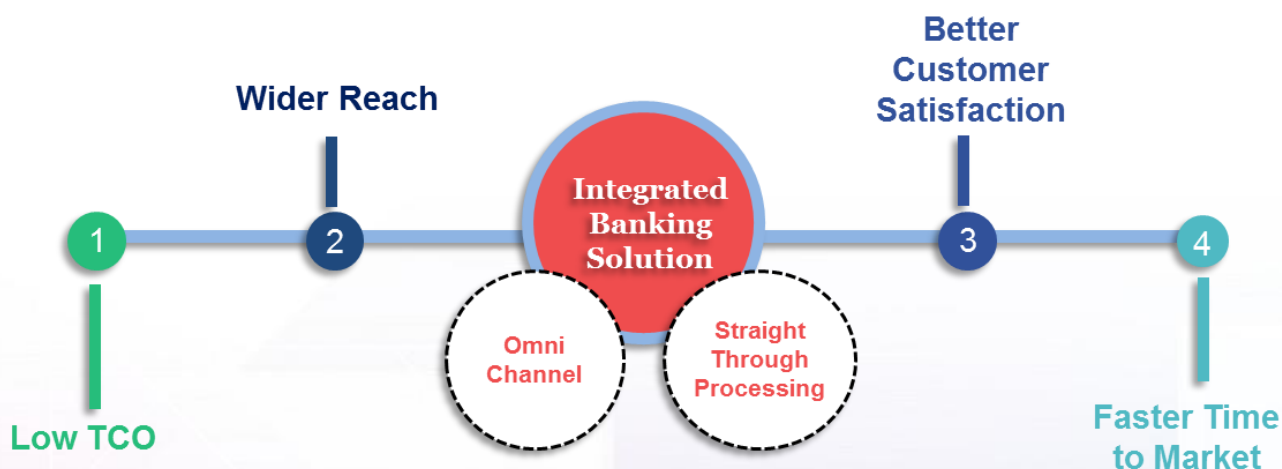 Better
Customer
Satisfaction
Wider Reach
Integrated
Banking
Solution
1
2
3
4
Omni
Channel
Straight
Through
Processing
Low TCO
Faster Time
to Market